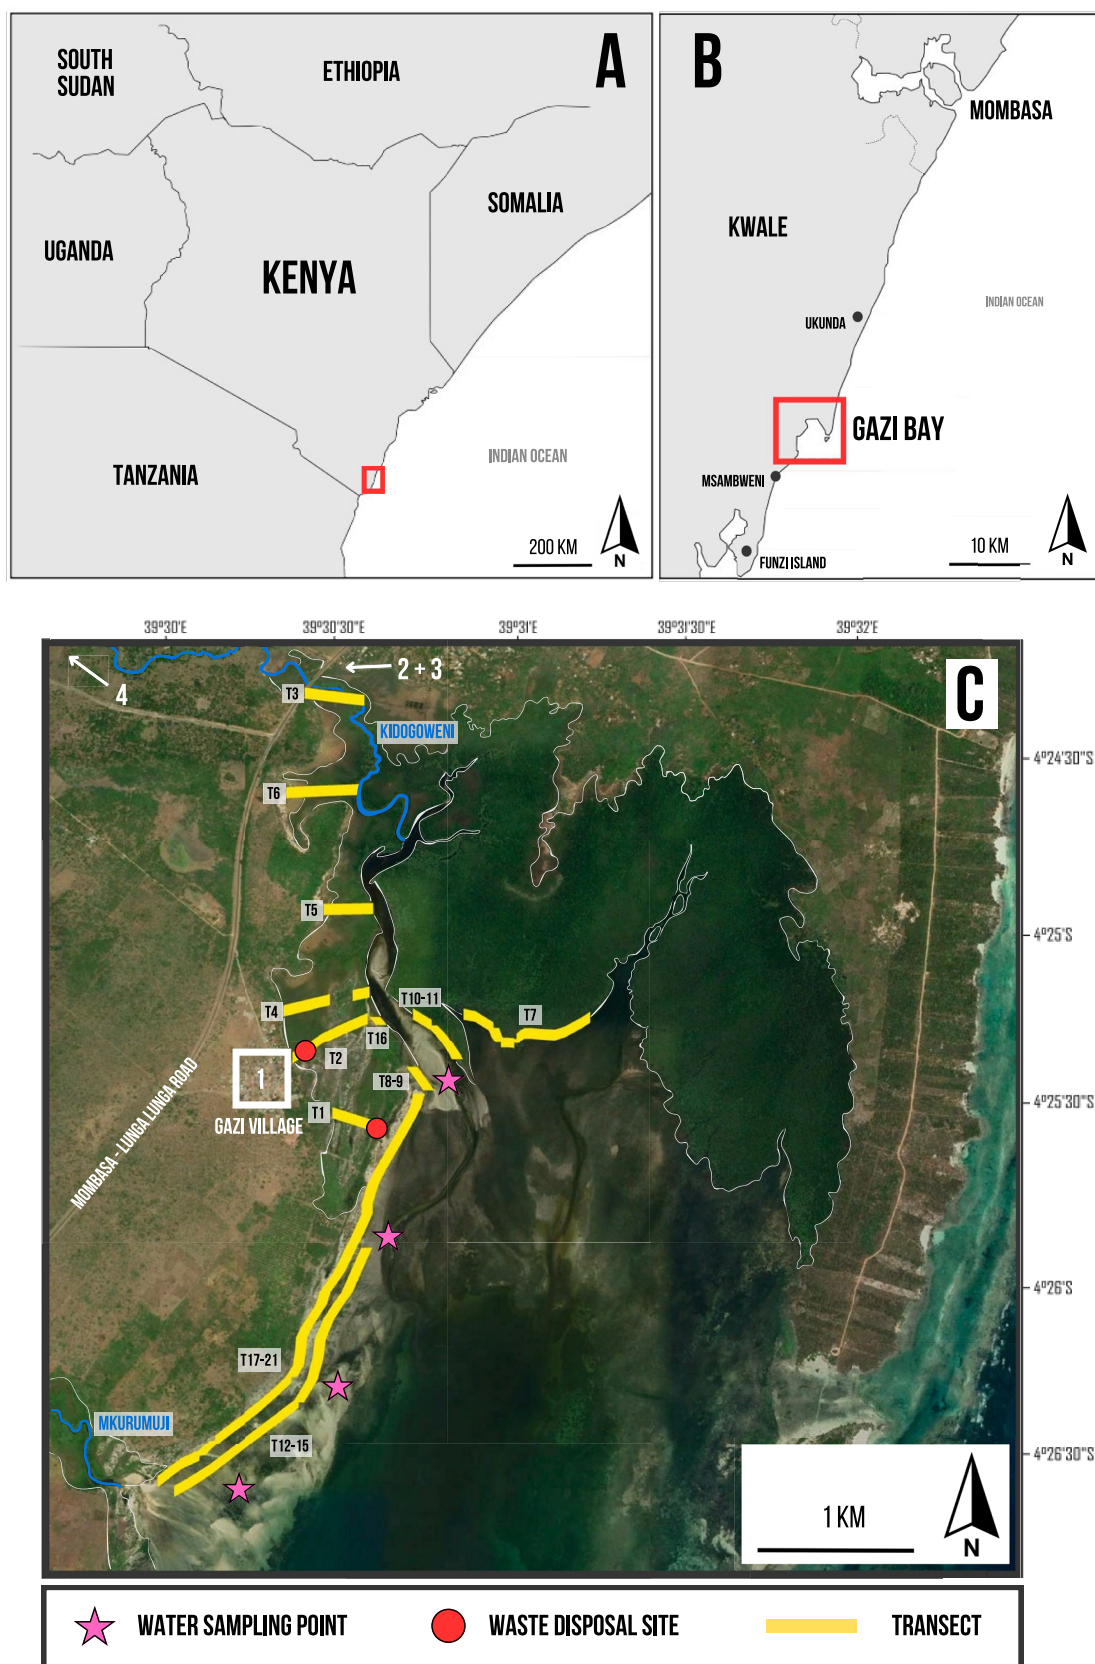 SOUTH
SUDAN
ETHIOPIA
A
UGANDA
KENYA
SOMALIA
TANZANIA
INDIAN OCEAN
200 KM
N
B
MOMBASA
KWALE
INDIAN OCEAN
UKUNDA
GAZI BAY
MSAMBWENI
FUNZI ISLAND
10 KM
N
39°30'E
39°30'30"E
39°31'E
39°31'30"E
39°32'E
4
2 + 3
C
T3
KIDOGOWENI
4°24'30"S
T6
T5
4°25'S
T10-11
T4
T7
T16
T2
1
T8-9
GAZI VILLAGE
T1
4°25'30"S
MOMBASA - LUNGA LUNGA ROAD
4°26'S
T17-21
MKURUMUJI
T12-15
4°26'30"S
1 KM
N
WATER SAMPLING POINT
WASTE DISPOSAL SITE
TRANSECT